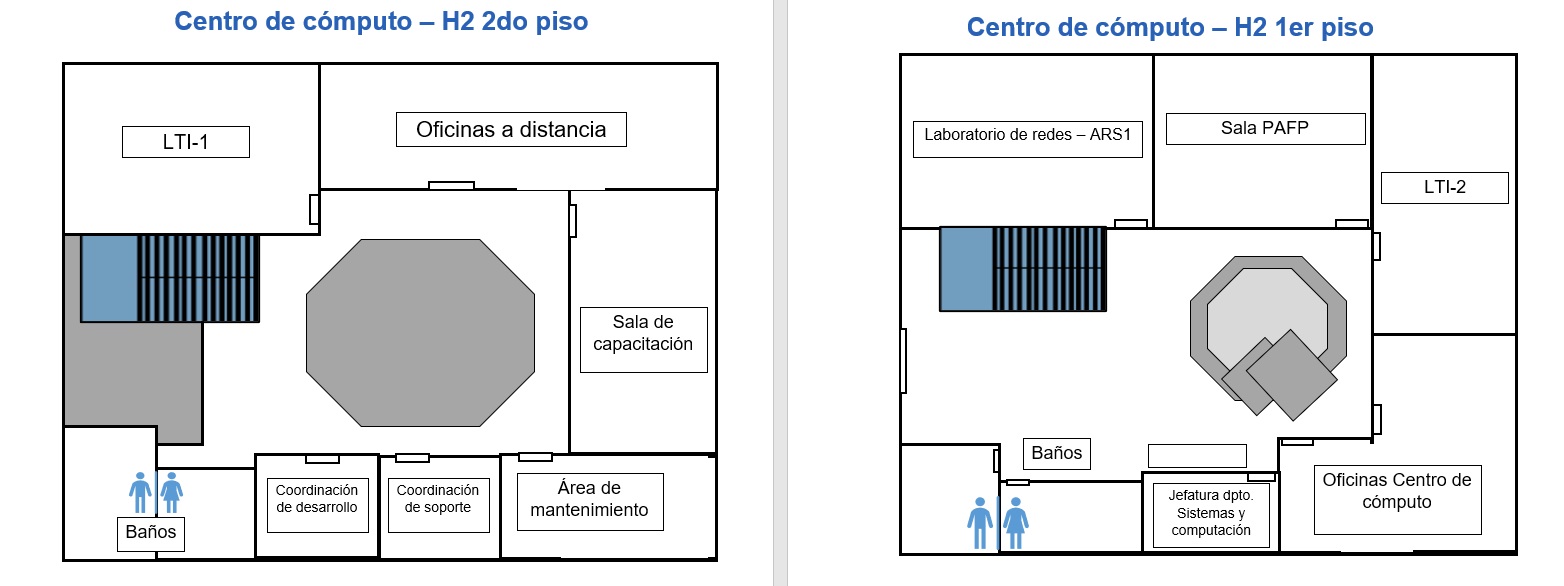 Centro de cómputo – H2 2do piso
LTI-1
Oficinas a distancia
Sala de
capacitación
Coordinación
de desarrollo
Coordinación
de soporte
Área de
mantenimiento
Baños
Centro de cómputo – H2 1er piso
Laboratorio de redes – ARS1
Sala PAFP
LTI-2
Baños
Jefatura dpto.
Sistemas y
computación
Oficinas Centro de
cómputo